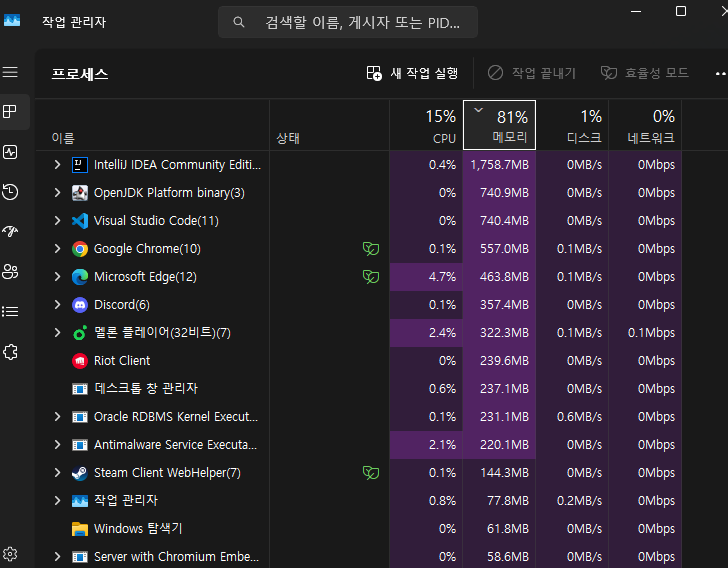 작업 관리자
검색할 이름, 게시자 또는 PID...
프로세스
새 작업 실행
작업 끝내기
효율성 모드
15% 81% 1% 0%
이름 상태 CPU 메모리 디스크 네트워크
IntelliJ IDEA Community Editi... 0.4% 1,758.7MB 0MB/s 0Mbps
OpenJDK Platform binary(3) 0% 740.9MB 0MB/s 0Mbps
Visual Studio Code(11) 0% 740.4MB 0MB/s 0Mbps
Google Chrome(10) 0.1% 557.0MB 0.1MB/s 0Mbps
Microsoft Edge(12) 4.7% 463.8MB 0MB/s 0Mbps
Discord(6) 0.1% 357.4MB 0MB/s 0Mbps
멜론 플레이어(32비트)(7) 2.4% 322.3MB 0.1MB/s 0.1Mbps
Riot Client 0% 239.6MB 0MB/s 0Mbps
데스크톱 창 관리자 0.6% 237.1MB 0MB/s 0Mbps
Oracle RDBMS Kernel Execut... 0.1% 231.1MB 0.6MB/s 0Mbps
Antimalware Service Executa... 2.1% 220.1MB 0MB/s 0Mbps
Steam Client WebHelper(7) 0.1% 144.3MB 0MB/s 0Mbps
작업 관리자 0.8% 77.8MB 0.2MB/s 0Mbps
Windows 탐색기 0% 61.8MB 0MB/s 0Mbps
Server with Chromium Embe... 0% 58.6MB 0MB/s 0Mbps